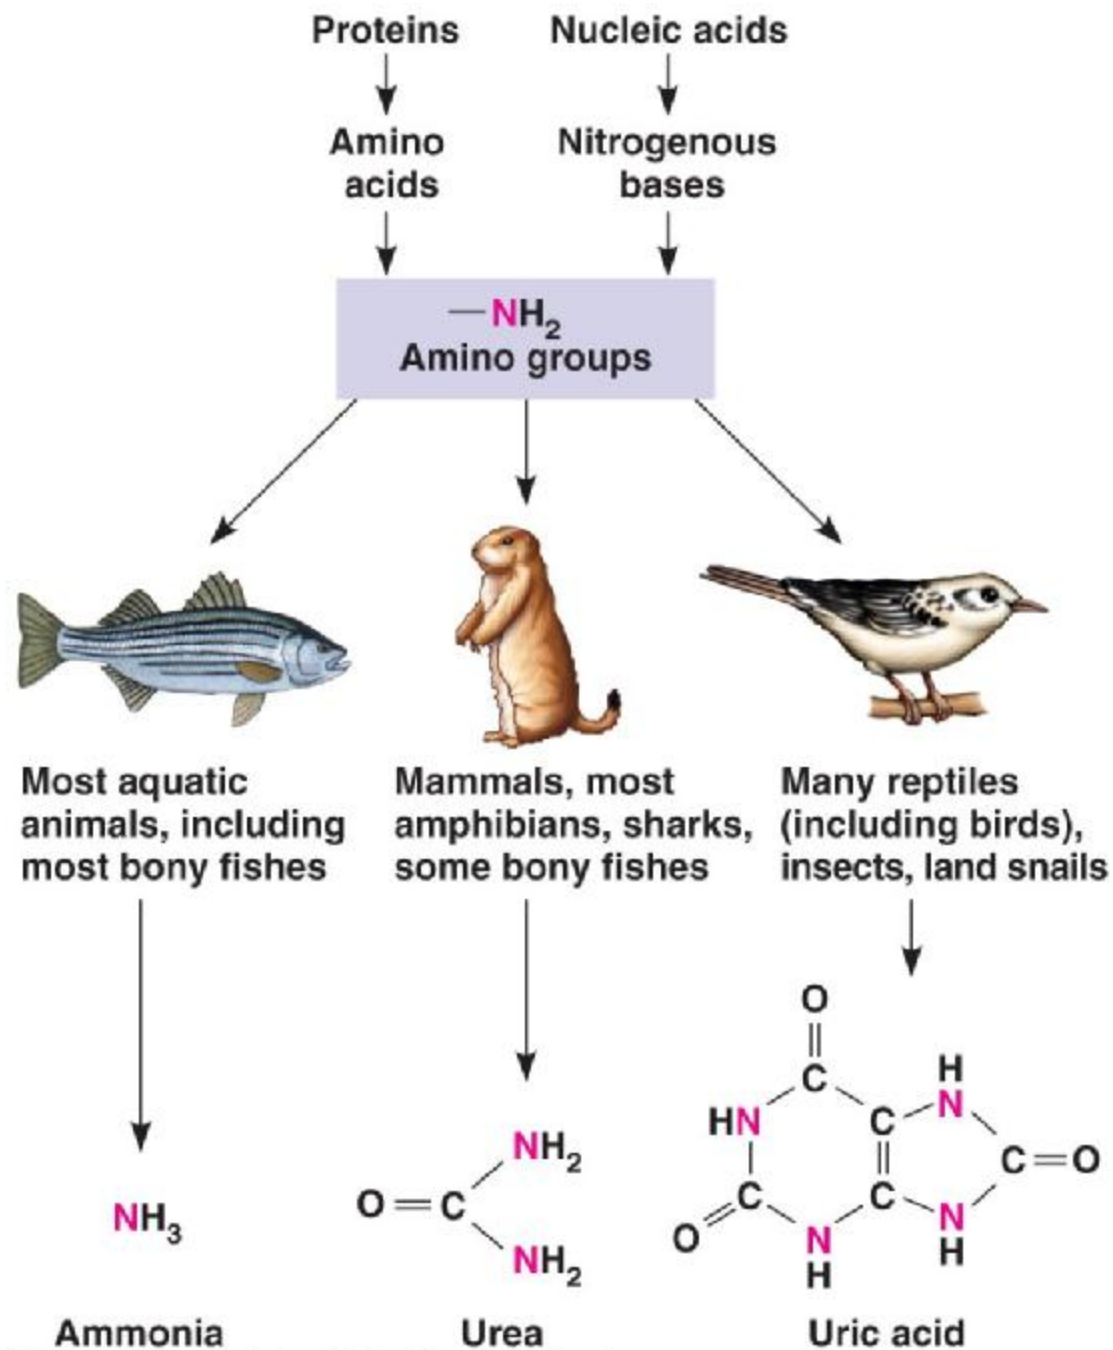 Proteins
Nucleic acids
Amino
acids
Nitrogenous
bases
—NH₂
Amino groups
Most aquatic
animals, including
most bony fishes
Mammals, most
amphibians, sharks,
some bony fishes
Many reptiles
(including birds),
insects, land snails
NH₃
O=C
NH₂
NH₂
O
C
HN
C
H
N
C=O
C
O
N
H
C
N
H
Ammonia
Urea
Uric acid